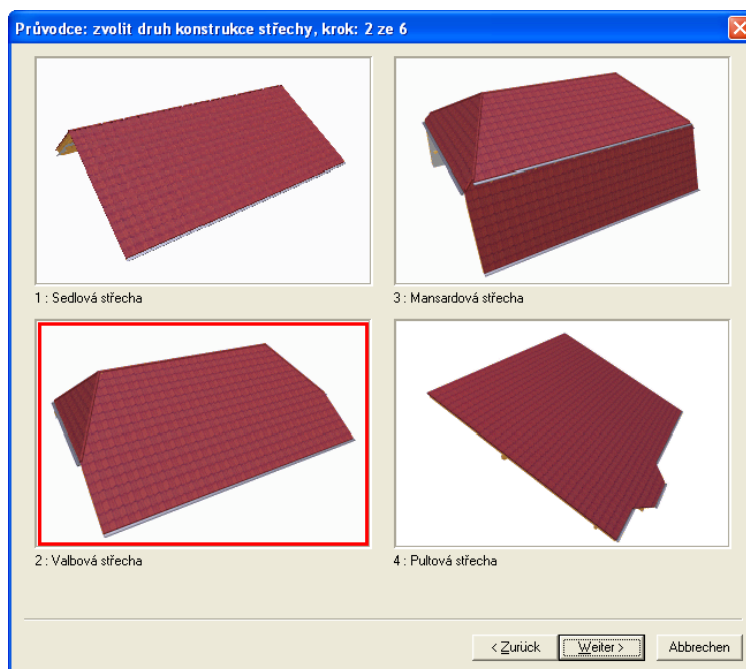 Průvodce: zvolit druh konstrukce střechy, krok: 2 ze 6
1 : Sedlová střecha
3 : Mansardová střecha
2 : Valbová střecha
4 : Pultová střecha
< Zurück Weiter > Abbrechen